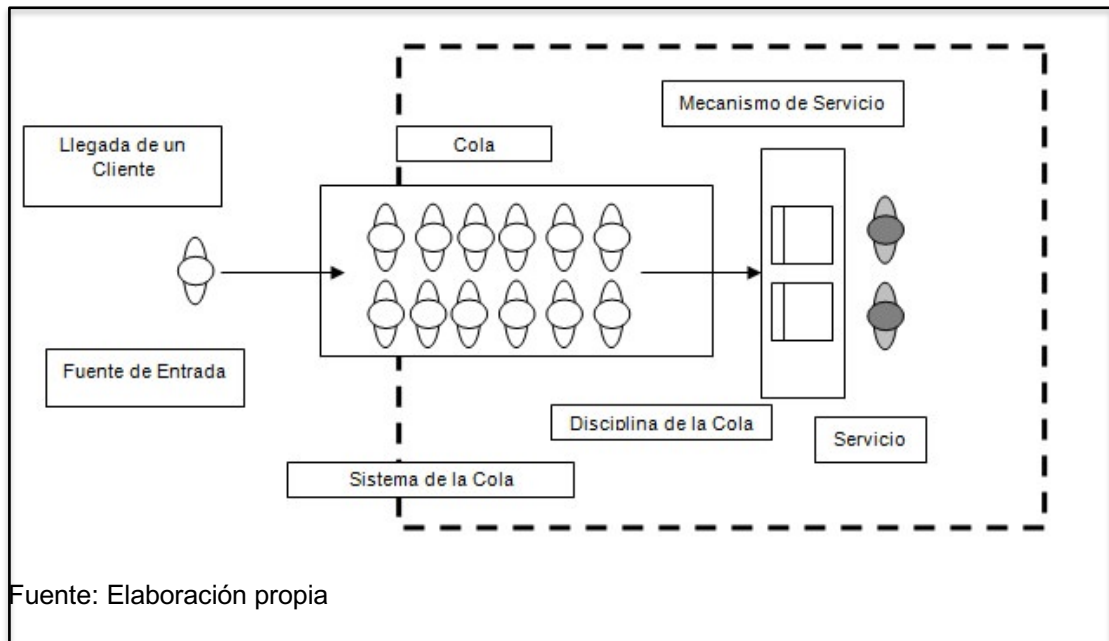 Mecanismo de Servicio
Llegada de un
Cliente
Cola
Fuente de Entrada
Disciplina de la Cola
Servicio
Sistema de la Cola
Fuente: Elaboración propia